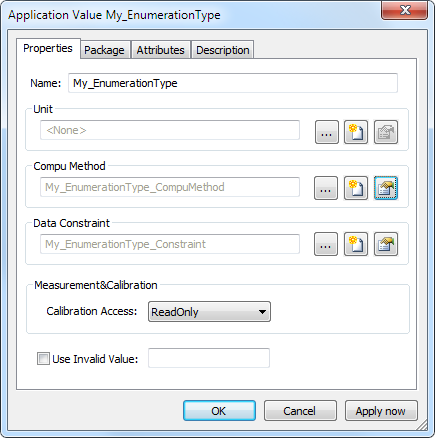 Application Value My_EnumerationType
Properties Package Attributes Description
Name: My_EnumerationType
Unit
<None> ...
Compu Method
My_EnumerationType_CompuMethod ...
Data Constraint
My_EnumerationType_Constraint ...
Measurement&Calibration
Calibration Access: ReadOnly
Use Invalid Value:
OK Cancel Apply now